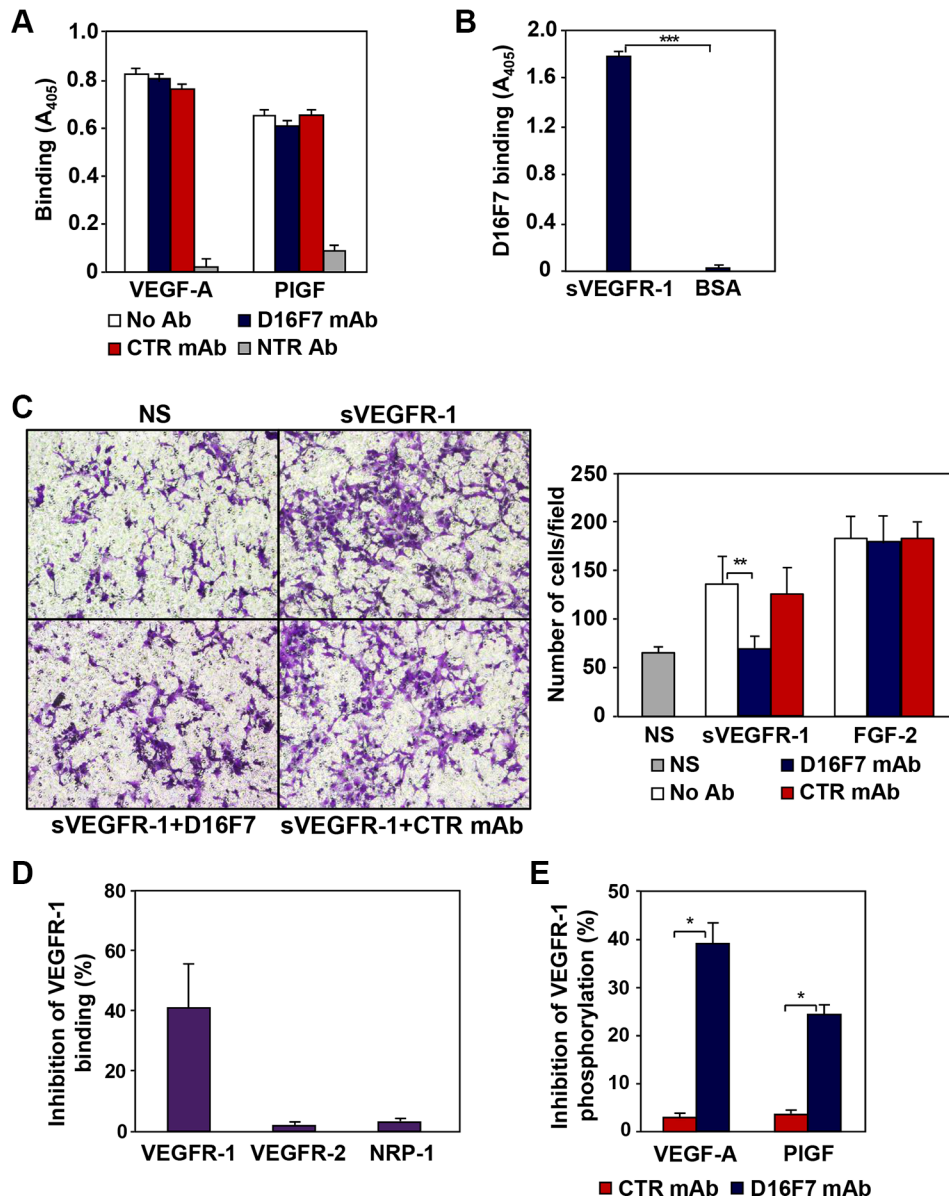 A
Binding (A405)
1.0
0.8
0.6
0.4
0.2
0
VEGF-A PlGF
No Ab D16F7 mAb
CTR mAb NTR Ab
B
D16F7 binding (A405)
2.0
1.6
1.2
0.8
0.4
0
***
sVEGFR-1 BSA
C
NS sVEGFR-1
sVEGFR-1+D16F7 sVEGFR-1+CTR mAb
Number of cells/field
250
200
150
100
50
0
**
NS sVEGFR-1 FGF-2
NS D16F7 mAb
No Ab CTR mAb
D
Inhibition of VEGFR-1
binding (%)
80
60
40
20
0
VEGFR-1 VEGFR-2 NRP-1
E
Inhibition of VEGFR-1
phosphorylation (%)
50
40
30
20
10
0
*
*
VEGF-A PlGF
CTR mAb D16F7 mAb